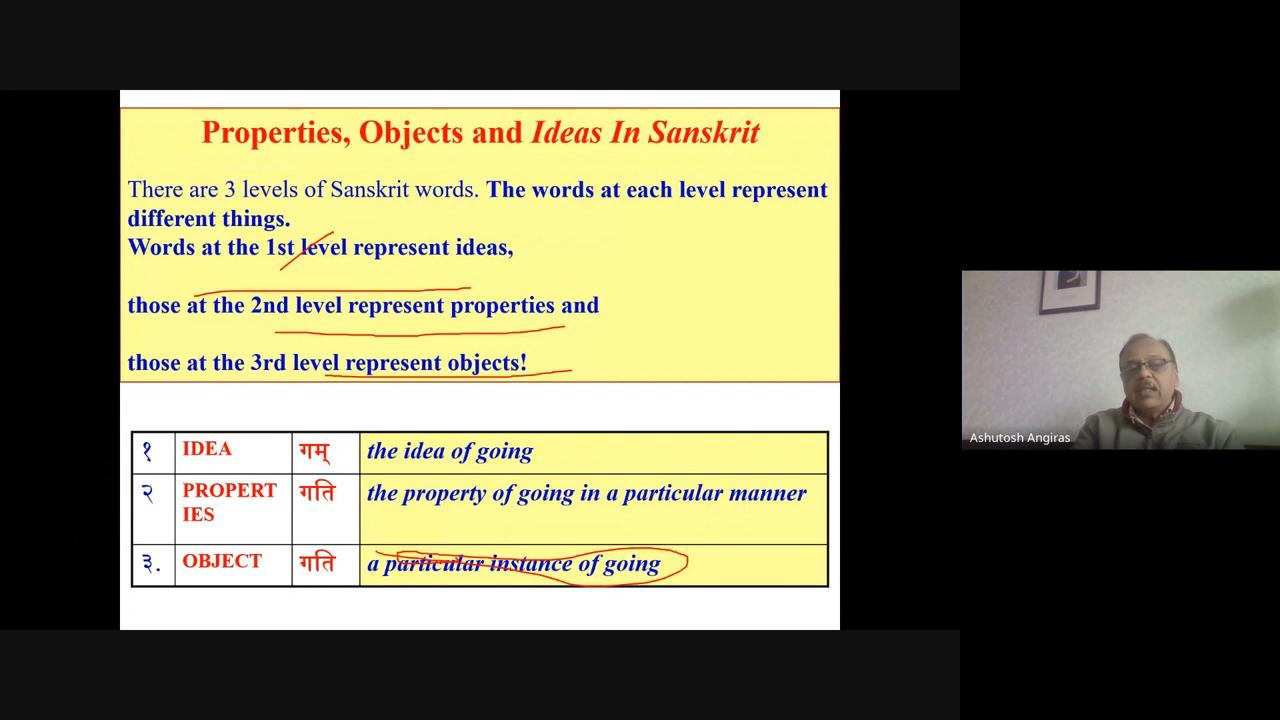 Properties, Objects and Ideas In Sanskrit
There are 3 levels of Sanskrit words. The words at each level represent
different things.
Words at the 1st level represent ideas,
those at the 2nd level represent properties and
those at the 3rd level represent objects!
१ IDEA गम् the idea of going
२ PROPERT गति the property of going in a particular manner
IES
३. OBJECT गति a particular instance of going
Ashutosh Angiras